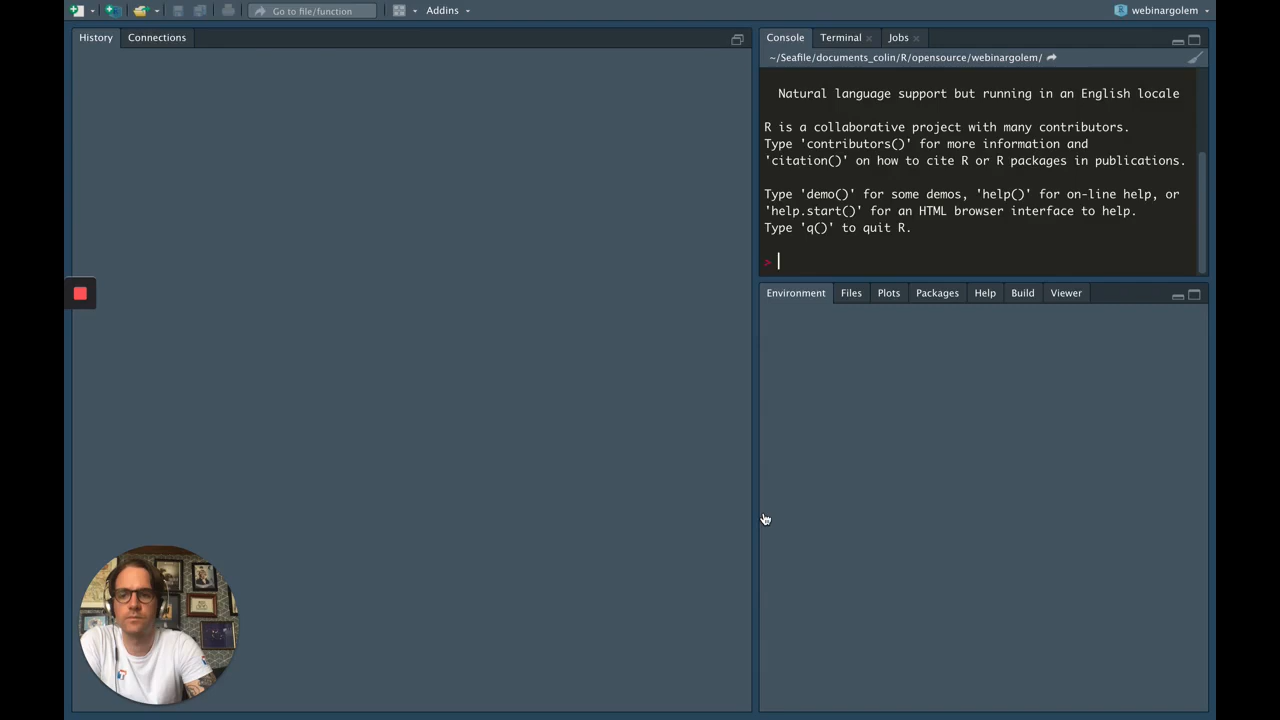 Go to file/function
Addins
webinargolem
History
Connections
Console
Terminal
Jobs
~/Seafile/documents_colin/R/opensource/webinargolem/
Natural language support but running in an English locale
R is a collaborative project with many contributors.
Type 'contributors()' for more information and
'citation()' on how to cite R or R packages in publications.
Type 'demo()' for some demos, 'help()' for on-line help, or
'help.start()' for an HTML browser interface to help.
Type 'q()' to quit R.
>
Environment
Files
Plots
Packages
Help
Build
Viewer